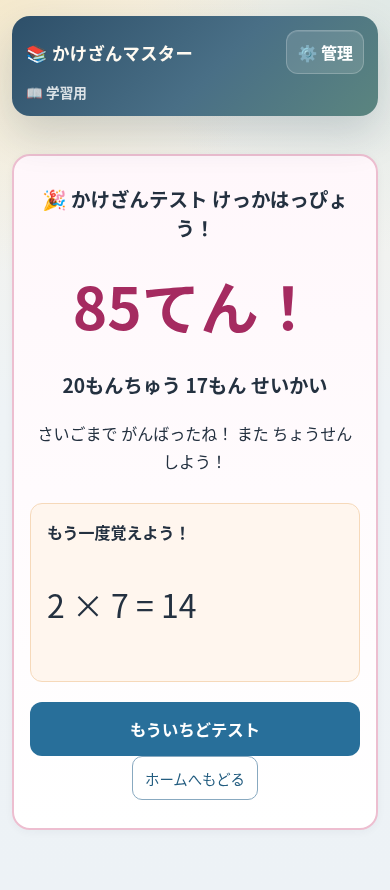 📚 かけざんマスター
⚙️ 管理
📖 学習用
🎉 かけざんテスト けっかはっぴょ
う！
85てん！
20もんちゅう 17もん せいかい
さいごまで がんばったね！ また ちょうせん
しよう！
もう一度覚えよう！
2 × 7 = 14
もういちどテスト
ホームへもどる